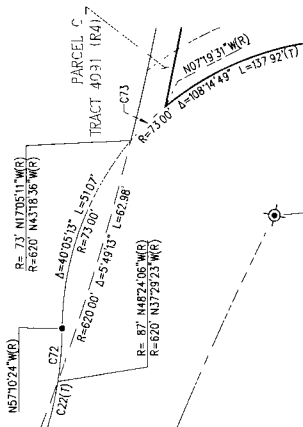 PARCEL C
TRACT 4091 (R4)
N07°19'31"W(R)
C73
R=73.00'
Δ=108°14'49"  L=137.92'(T)
R= 73' N17°05'11"W(R)
R=620' N43°18'36"W(R)
Δ=40°05'13"  L=51.07'
R=73.00'
R=620.00'  Δ=5°49'13"  L=62.98'
N57°10'24"W(R)
C72
C22(T)
R= 87' N48°24'06"W(R)
R=620' N37°29'23"W(R)